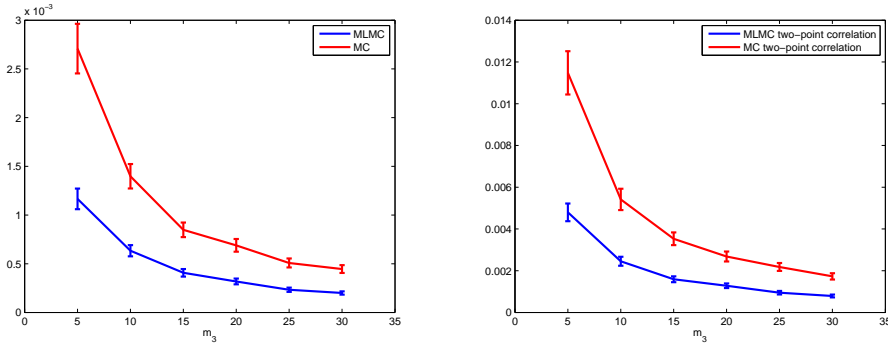 x 10⁻³
3
2.5
2
1.5
1
0.5
0
0 5 10 15 20 25 30 35
m₃
MLMC
MC
0.014
0.012
0.01
0.008
0.006
0.004
0.002
0
0 5 10 15 20 25 30 35
m₃
MLMC two−point correlation
MC two−point correlation